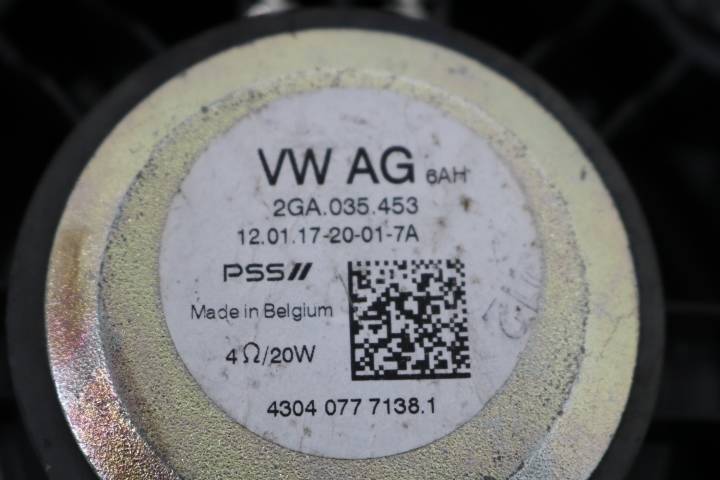 VW AG 6AH
2GA.035.453
12.01.17-20-01-7A
PSS//
Made in Belgium
4Ω/20W
4304 077 7138.1